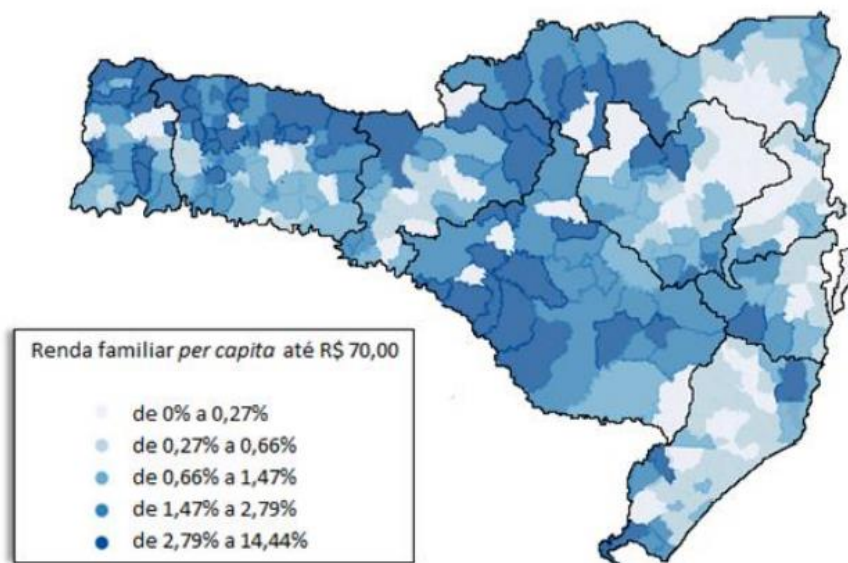 Renda familiar per capita até R$ 70,00
de 0% a 0,27%
de 0,27% a 0,66%
de 0,66% a 1,47%
de 1,47% a 2,79%
de 2,79% a 14,44%